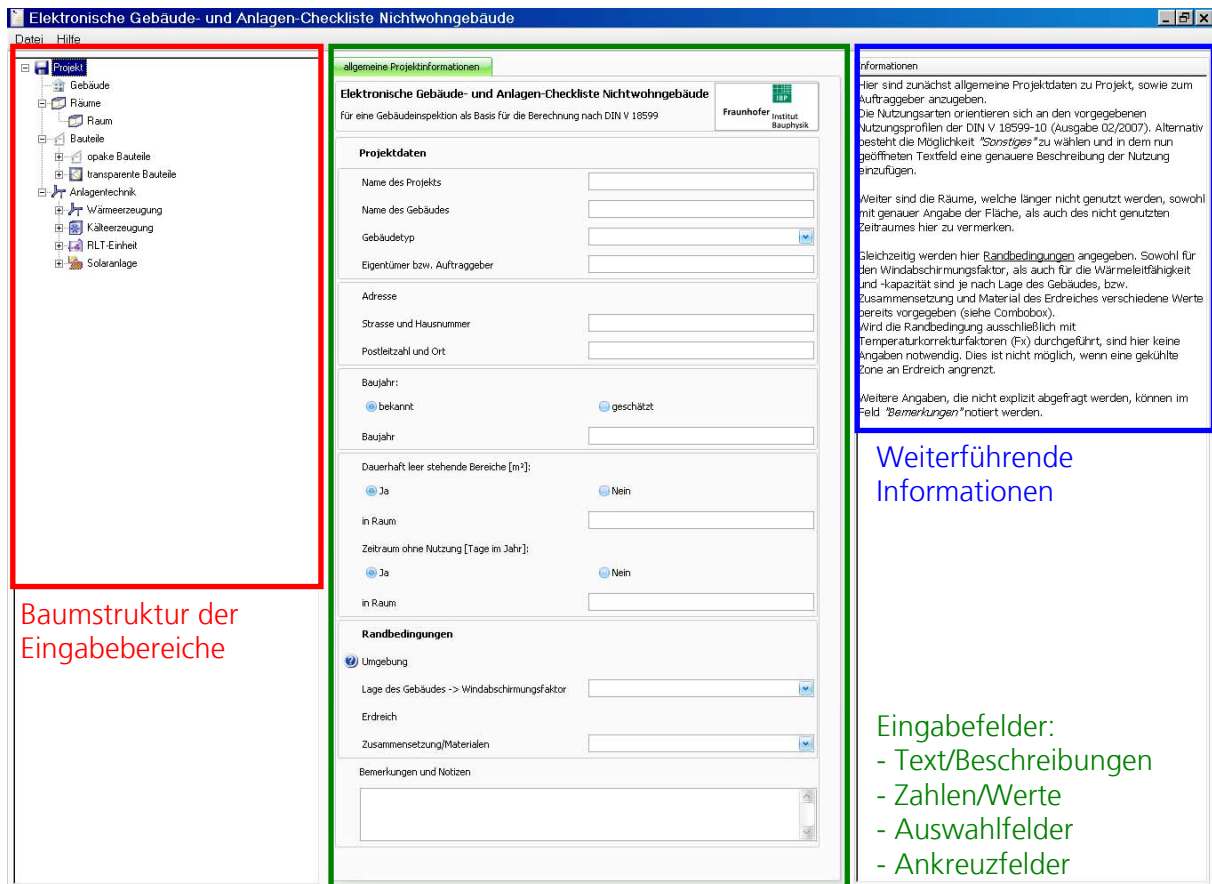 Elektronische Gebäude- und Anlagen-Checkliste Nichtwohngebäude
Datei Hilfe
Projekt
Gebäude
Räume
Raum
Bauteile
opake Bauteile
transparente Bauteile
Anlagentechnik
Wärmeerzeugung
Kälteerzeugung
RLT-Einheit
Solaranlage
Baumstruktur der
Eingabebereiche
allgemeine Projektinformationen
Elektronische Gebäude- und Anlagen-Checkliste Nichtwohngebäude
für eine Gebäudeinspektion als Basis für die Berechnung nach DIN V 18599
IBP
Fraunhofer Institut
Bauphysik
Projektdaten
Name des Projekts
Name des Gebäudes
Gebäudetyp
Eigentümer bzw. Auftraggeber
Adresse
Strasse und Hausnummer
Postleitzahl und Ort
Baujahr:
bekannt geschätzt
Baujahr
Dauerhaft leer stehende Bereiche [m²]:
Ja Nein
in Raum
Zeitraum ohne Nutzung [Tage im Jahr]:
Ja Nein
in Raum
Randbedingungen
Umgebung
Lage des Gebäudes -> Windabschirmungsfaktor
Erdreich
Zusammensetzung/Materialen
Bemerkungen und Notizen
Informationen
Hier sind zunächst allgemeine Projektdaten zu Projekt, sowie zum
Auftraggeber anzugeben.
Die Nutzungsarten orientieren sich an den vorgegebenen
Nutzungsprofilen der DIN V 18599-10 (Ausgabe 02/2007). Alternativ
besteht die Möglichkeit "Sonstiges" zu wählen und in dem nun
geöffneten Textfeld eine genauere Beschreibung der Nutzung
einzufügen.
Weiter sind die Räume, welche länger nicht genutzt werden, sowohl
mit genauer Angabe der Fläche, als auch des nicht genutzten
Zeitraumes hier zu vermerken.
Gleichzeitig werden hier Randbedingungen angegeben. Sowohl für
den Windabschirmungsfaktor, als auch für die Wärmeleitfähigkeit
und -kapazität sind je nach Lage des Gebäudes, bzw.
Zusammensetzung und Material des Erdreiches verschiedene Werte
bereits vorgegeben (siehe Combobox).
Wird die Randbedingung ausschließlich mit
Temperaturkorrekturfaktoren (Fx) durchgeführt, sind hier keine
Angaben notwendig. Dies ist nicht möglich, wenn eine gekühlte
Zone an Erdreich angrenzt.
Weitere Angaben, die nicht explizit abgefragt werden, können im
Feld "Bemerkungen" notiert werden.
Weiterführende
Informationen
Eingabefelder:
- Text/Beschreibungen
- Zahlen/Werte
- Auswahlfelder
- Ankreuzfelder